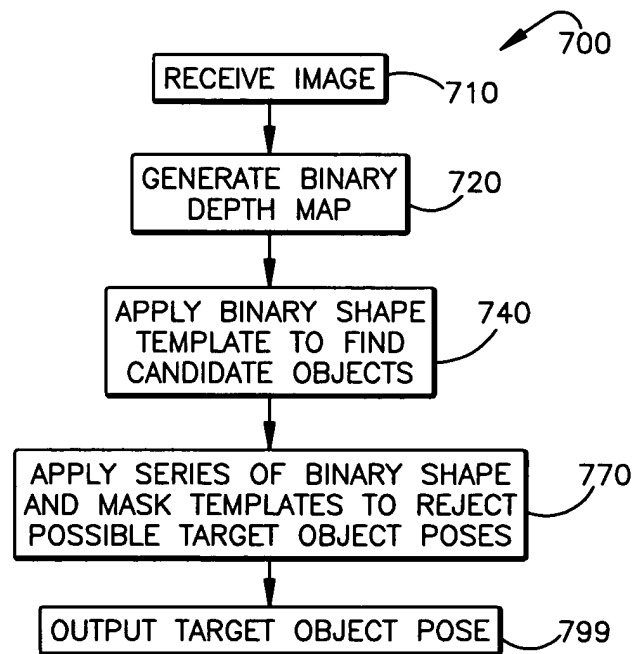 700
RECEIVE IMAGE
710
GENERATE BINARY
DEPTH MAP
720
APPLY BINARY SHAPE
TEMPLATE TO FIND
CANDIDATE OBJECTS
740
APPLY SERIES OF BINARY SHAPE
AND MASK TEMPLATES TO REJECT
POSSIBLE TARGET OBJECT POSES
770
OUTPUT TARGET OBJECT POSE
799